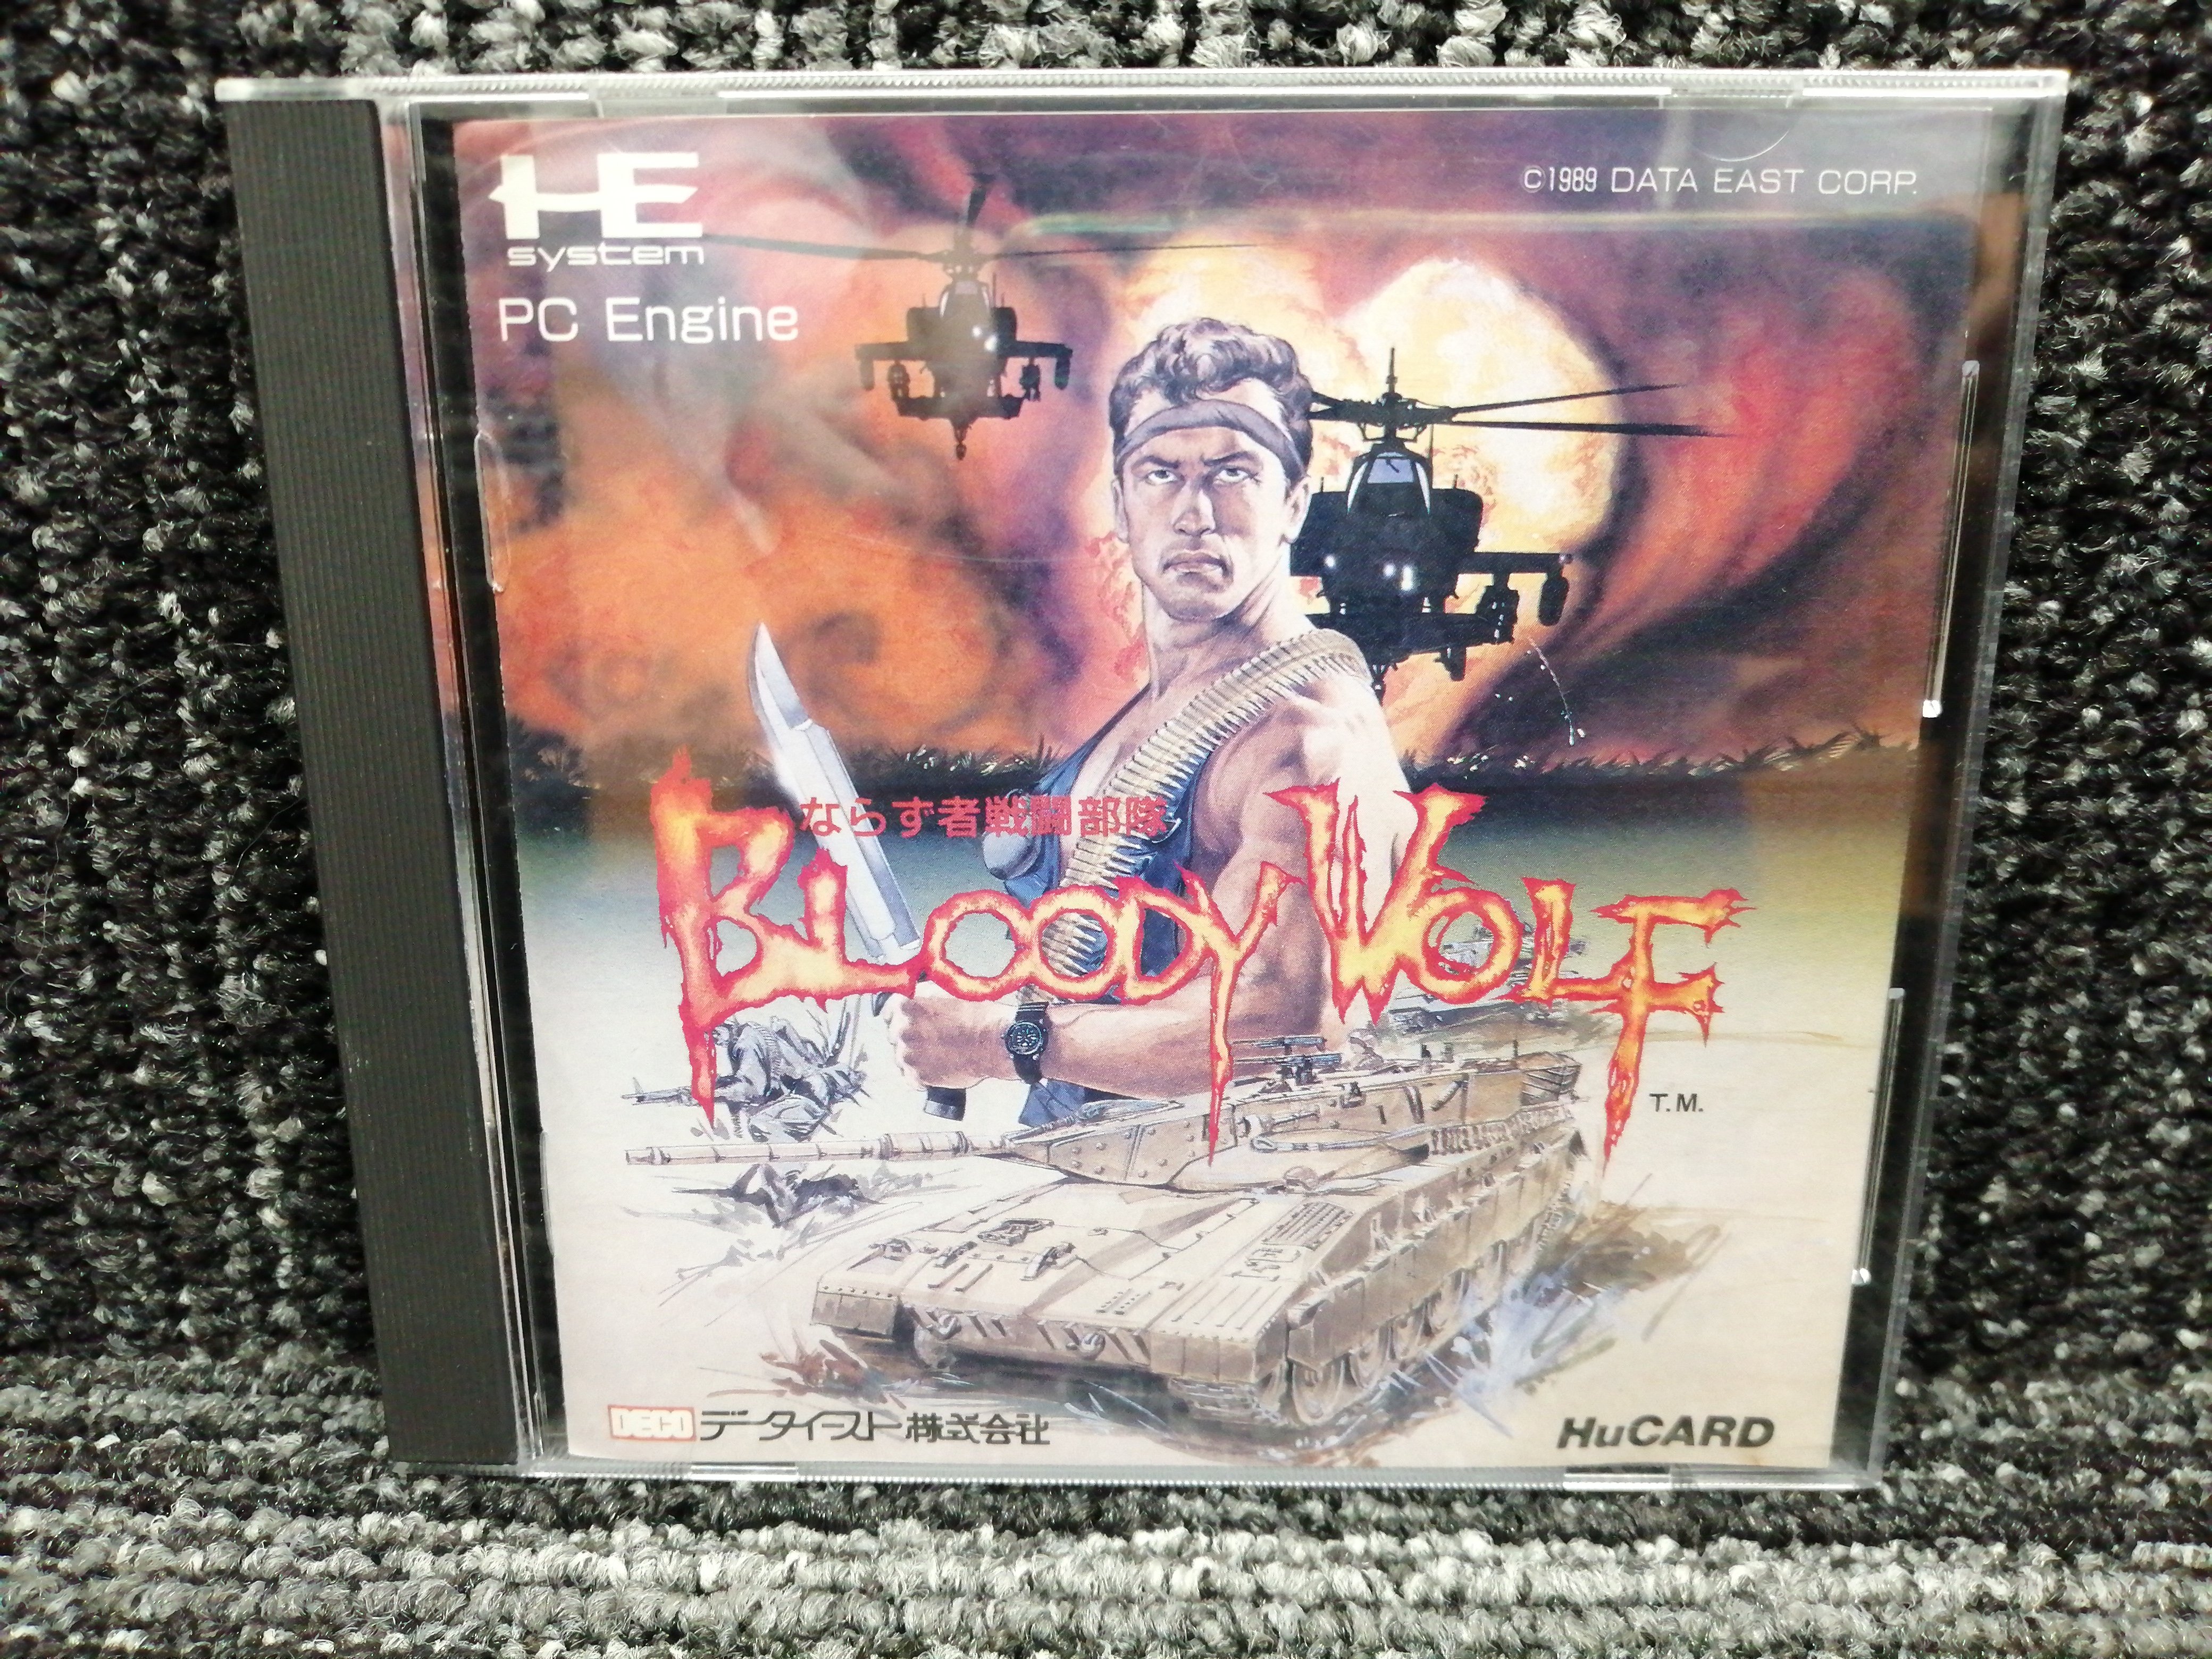 HE
system
PC Engine
©1989 DATA EAST CORP.
ならず者戦闘部隊
BLOODY WOLF
T.M.
DECO データイースト株式会社
HuCARD